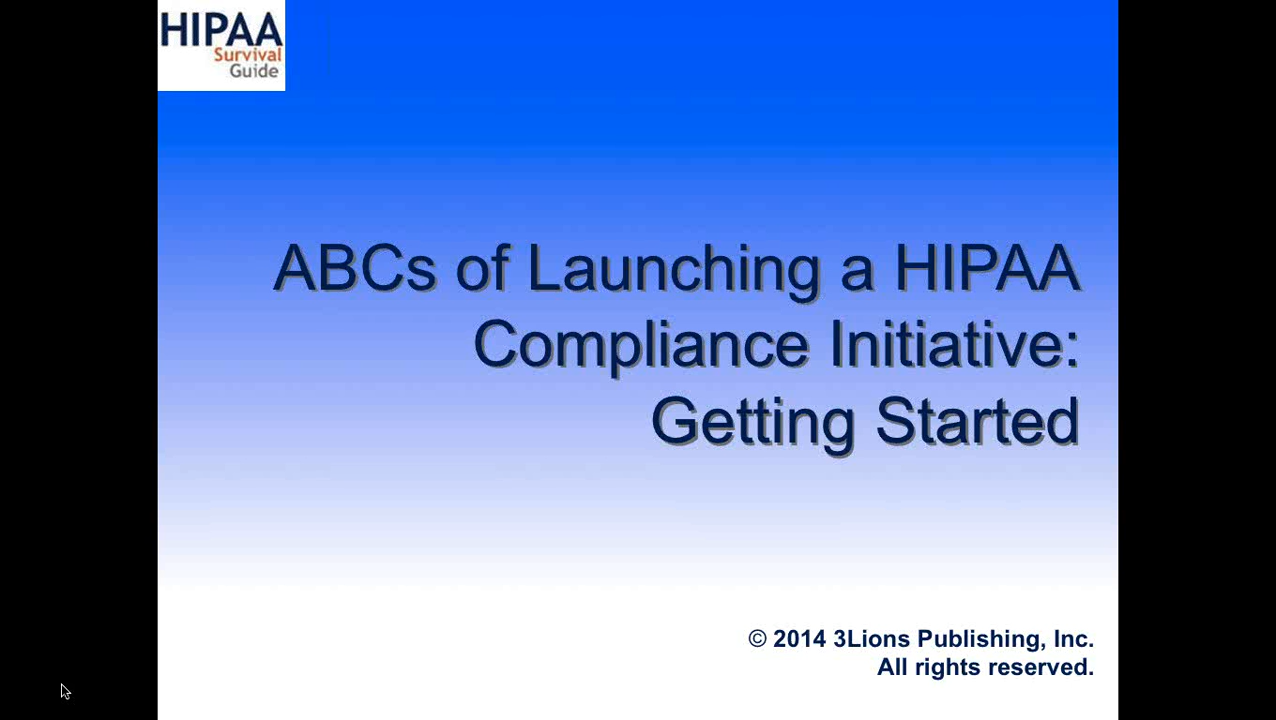 HIPAA
Survival
Guide
ABCs of Launching a HIPAA
Compliance Initiative:
Getting Started
© 2014 3Lions Publishing, Inc.
All rights reserved.